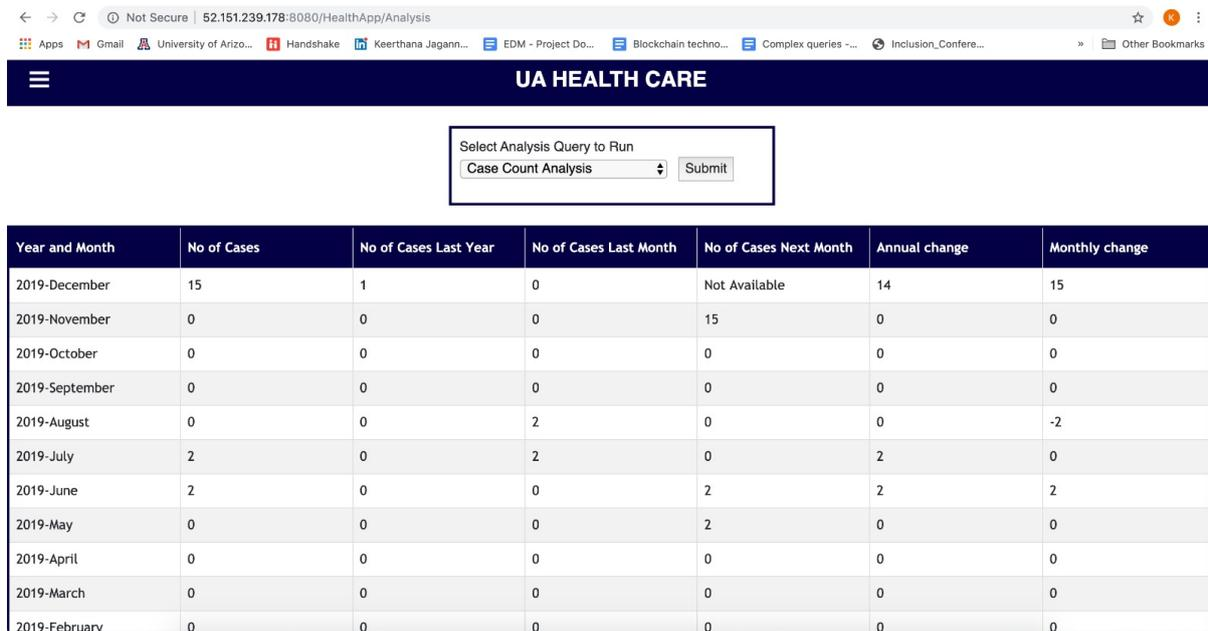 Not Secure 52.151.239.178:8080/HealthApp/Analysis K
Apps Gmail University of Arizo... Handshake Keerthana Jagann... EDM - Project Do... Blockchain techno... Complex queries -... Inclusion_Confere... » Other Bookmarks
UA HEALTH CARE
Select Analysis Query to Run
Case Count Analysis Submit
Year and Month No of Cases No of Cases Last Year No of Cases Last Month No of Cases Next Month Annual change Monthly change
2019-December 15 1 0 Not Available 14 15
2019-November 0 0 0 15 0 0
2019-October 0 0 0 0 0 0
2019-September 0 0 0 0 0 0
2019-August 0 0 2 0 0 -2
2019-July 2 0 2 0 2 0
2019-June 2 0 0 2 2 2
2019-May 0 0 0 2 0 0
2019-April 0 0 0 0 0 0
2019-March 0 0 0 0 0 0
2019-February 0 0 0 0 0 0